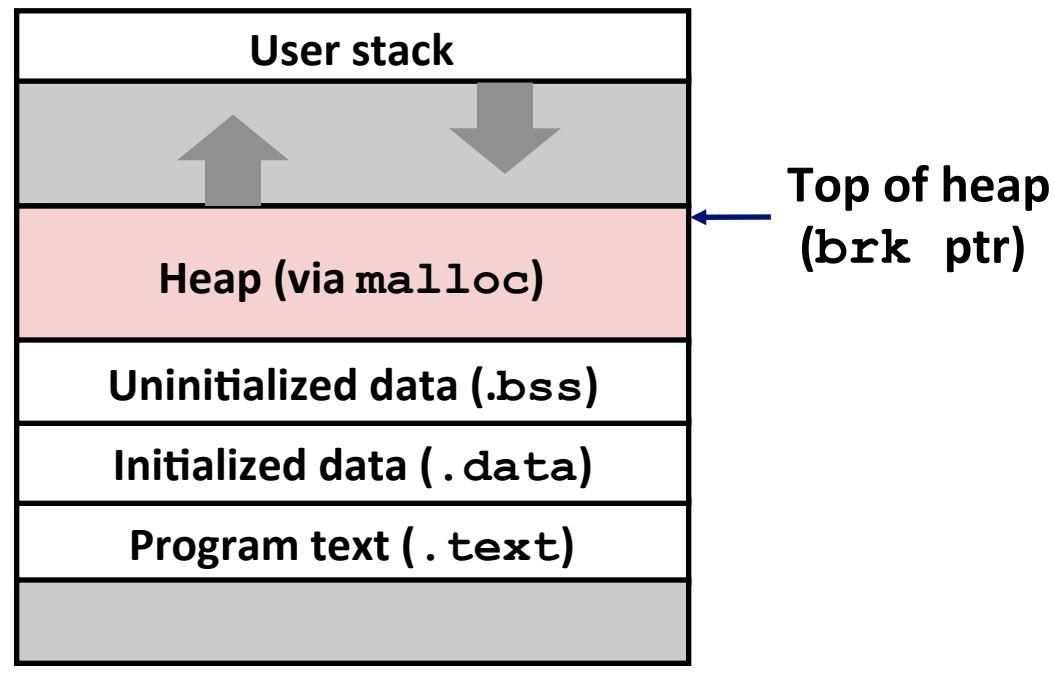 User stack
Top of heap
(brk ptr)
Heap (via malloc)
Uninitialized data (.bss)
Initialized data (.data)
Program text (.text)